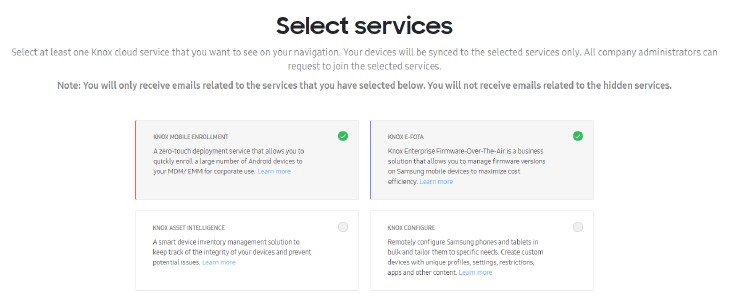 Select services
Select at least one Knox cloud service that you want to see on your navigation. Your devices will be synced to the selected services only. All company administrators can
request to join the selected services.
Note: You will only receive emails related to the services that you have selected below. You will not receive emails related to the hidden services.
KNOX MOBILE ENROLLMENT
A zero-touch deployment service that allows you to
quickly enroll a large number of Android devices to
your MDM/ EMM for corporate use. Learn more
KNOX E-FOTA
Knox Enterprise Firmware-Over-The-Air is a business
solution that allows you to manage firmware versions
on Samsung mobile devices to maximize cost
efficiency. Learn more
KNOX ASSET INTELLIGENCE
A smart device inventory management solution to
keep track of the integrity of your devices and prevent
potential issues. Learn more
KNOX CONFIGURE
Remotely configure Samsung phones and tablets in
bulk and tailor them to specific needs. Create custom
devices with unique profiles, settings, restrictions,
apps and other content. Learn more